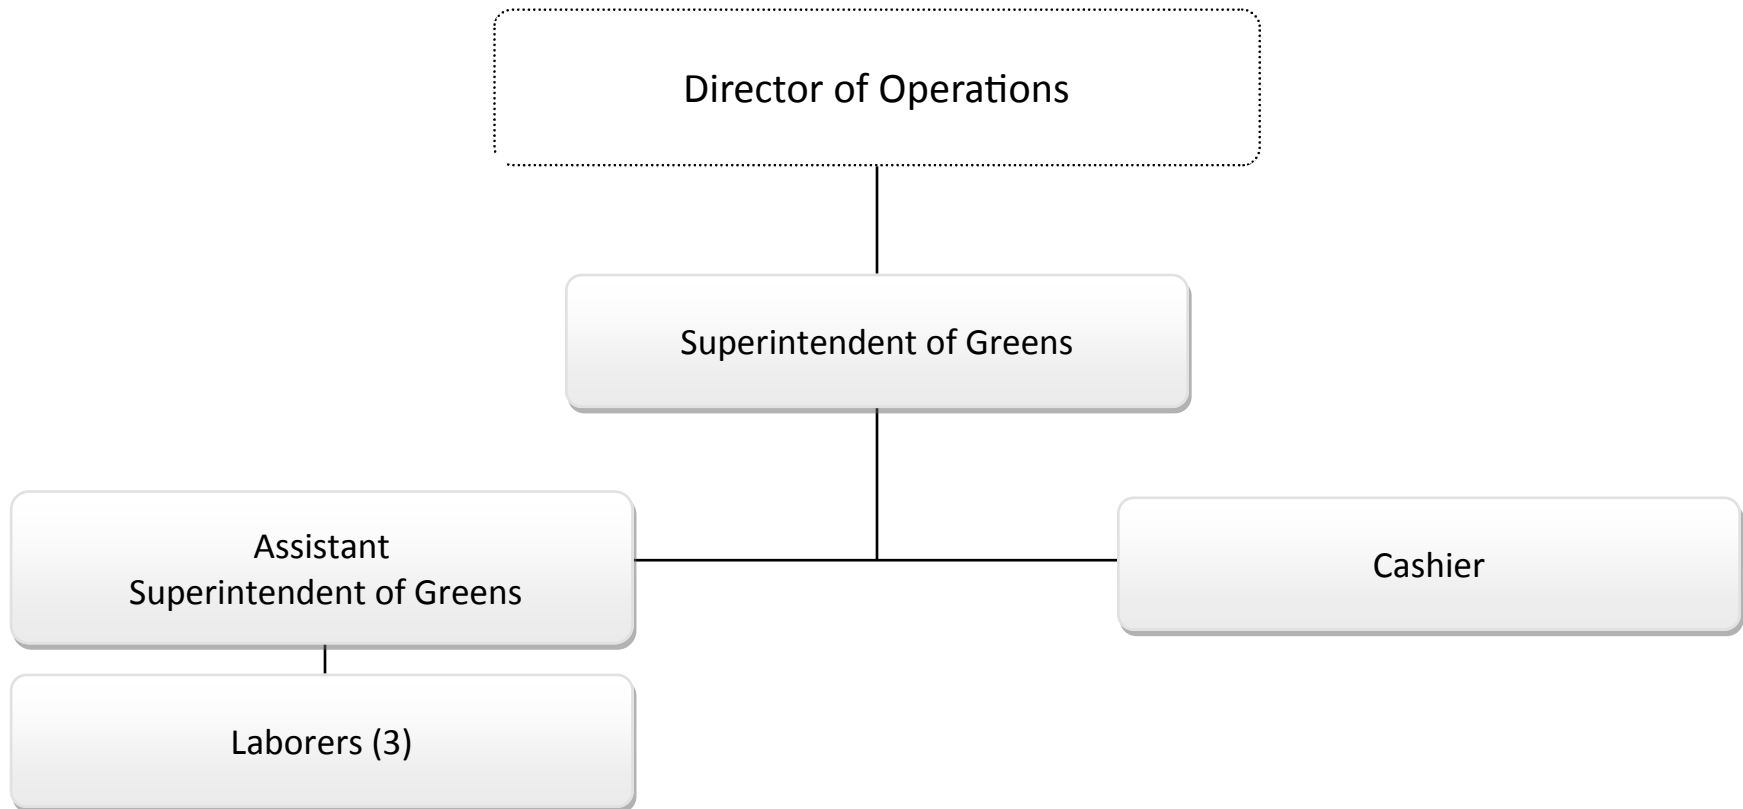 Director of Operations
Superintendent of Greens
Assistant
Superintendent of Greens
Cashier
Laborers (3)